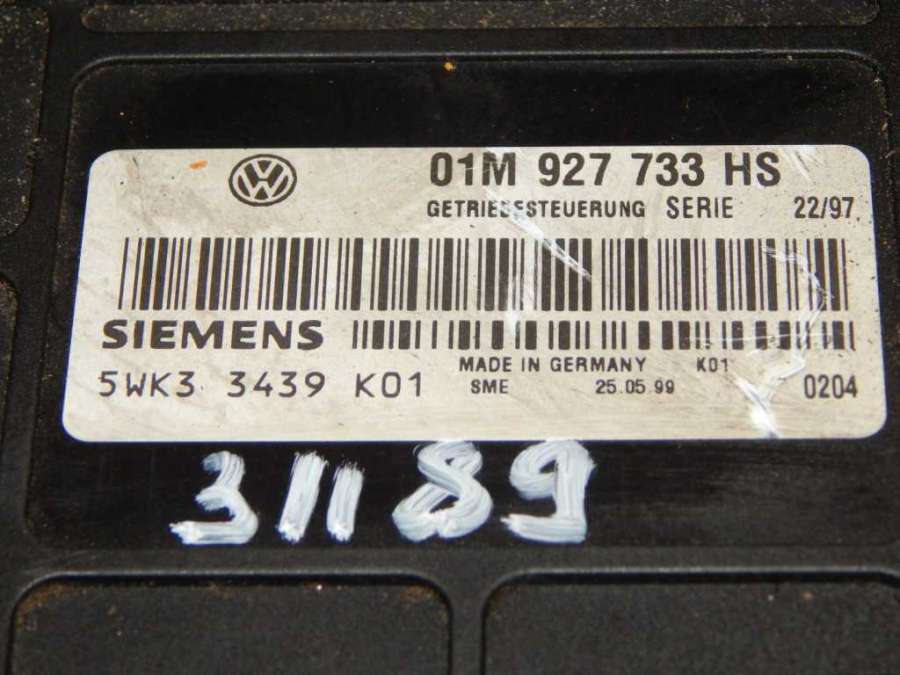 01M 927 733 HS
GETRIEBESTEUERUNG SERIE 22/97
SIEMENS
MADE IN GERMANY K01
5WK3 3439 K01 SME 25.05.99 0204
31189